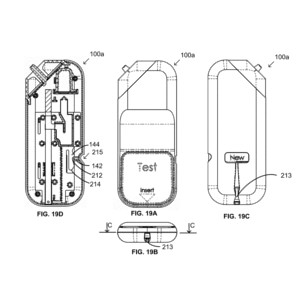 100a
100a
100a
144
215
142
212
214
Test
Insert
New
213
FIG. 19D
FIG. 19A
FIG. 19C
C
C
213
FIG. 19B